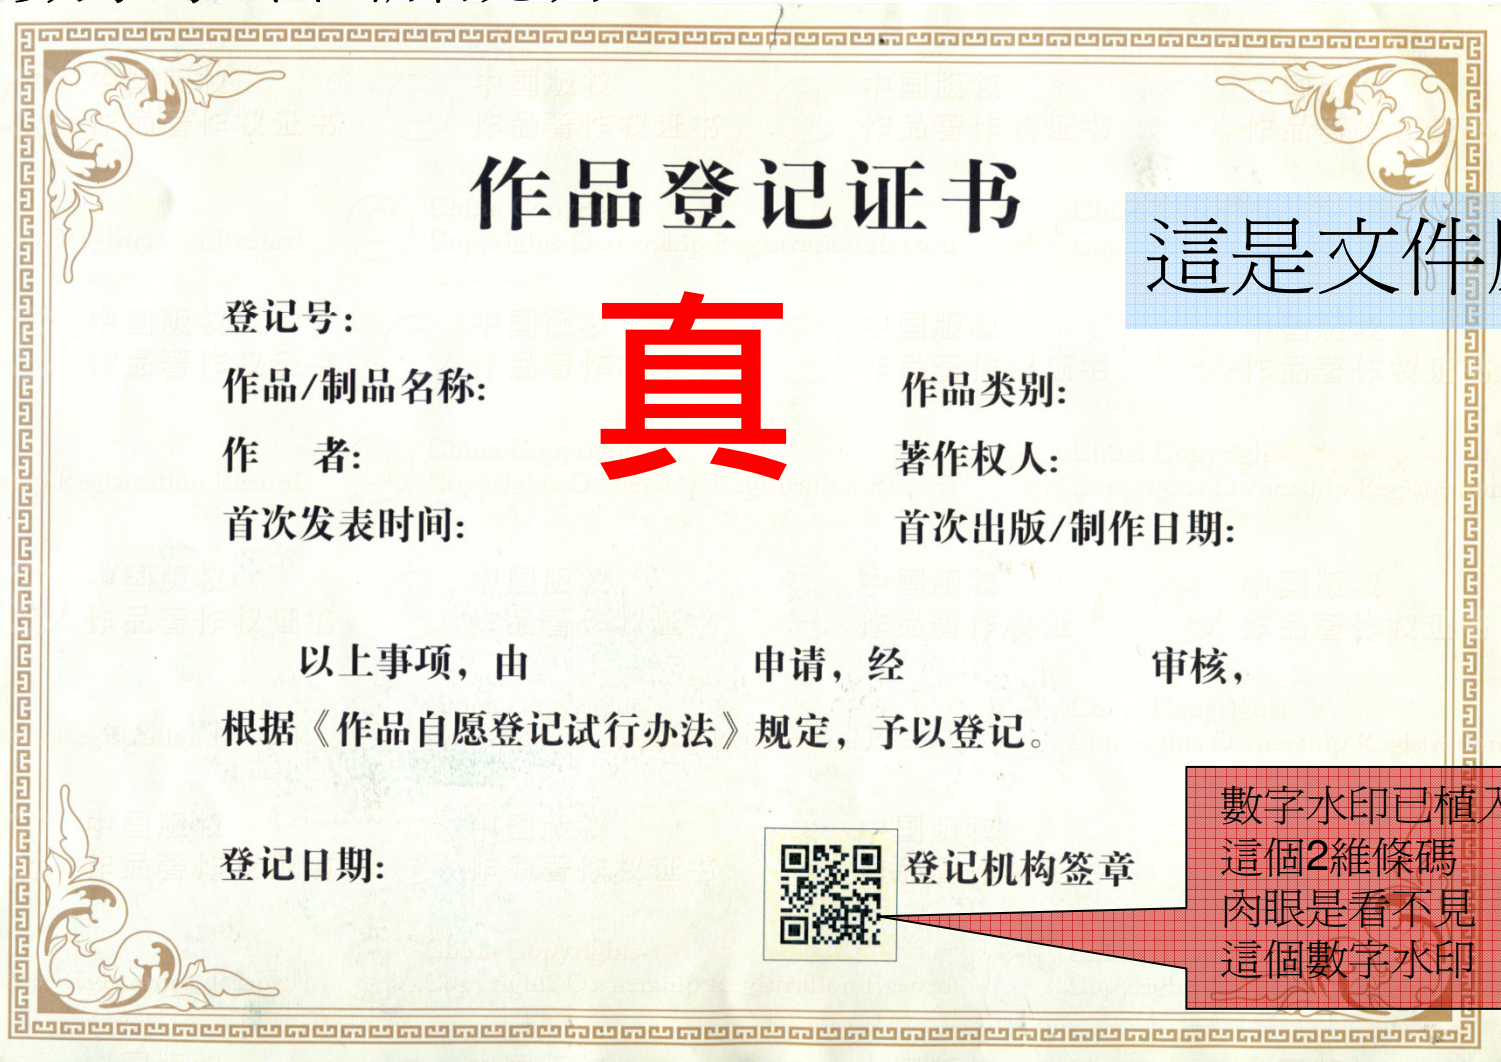 作品登记证书
這是文件
登记号:
真
作品/制品名称:
作品类别:
作 者:
著作权人:
首次发表时间:
首次出版/制作日期:
以上事项，由 申请，经 审核，
根据《作品自愿登记试行办法》规定，予以登记。
登记日期:
登记机构签章
數字水印已植入
這個2維條碼
肉眼是看不見
這個數字水印